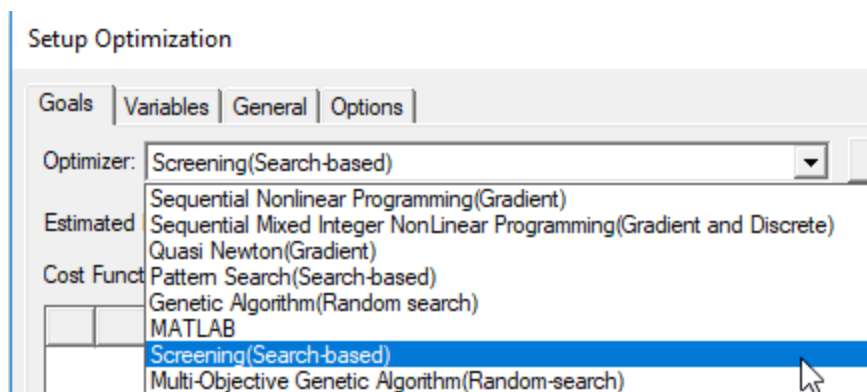 Setup Optimization
Goals Variables General Options
Optimizer: Screening(Search-based)
Sequential Nonlinear Programming(Gradient)
Estimated Sequential Mixed Integer NonLinear Programming(Gradient and Discrete)
Quasi Newton(Gradient)
Cost Funct Pattern Search(Search-based)
Genetic Algorithm(Random search)
MATLAB
Screening(Search-based)
Multi-Objective Genetic Algorithm(Random-search)